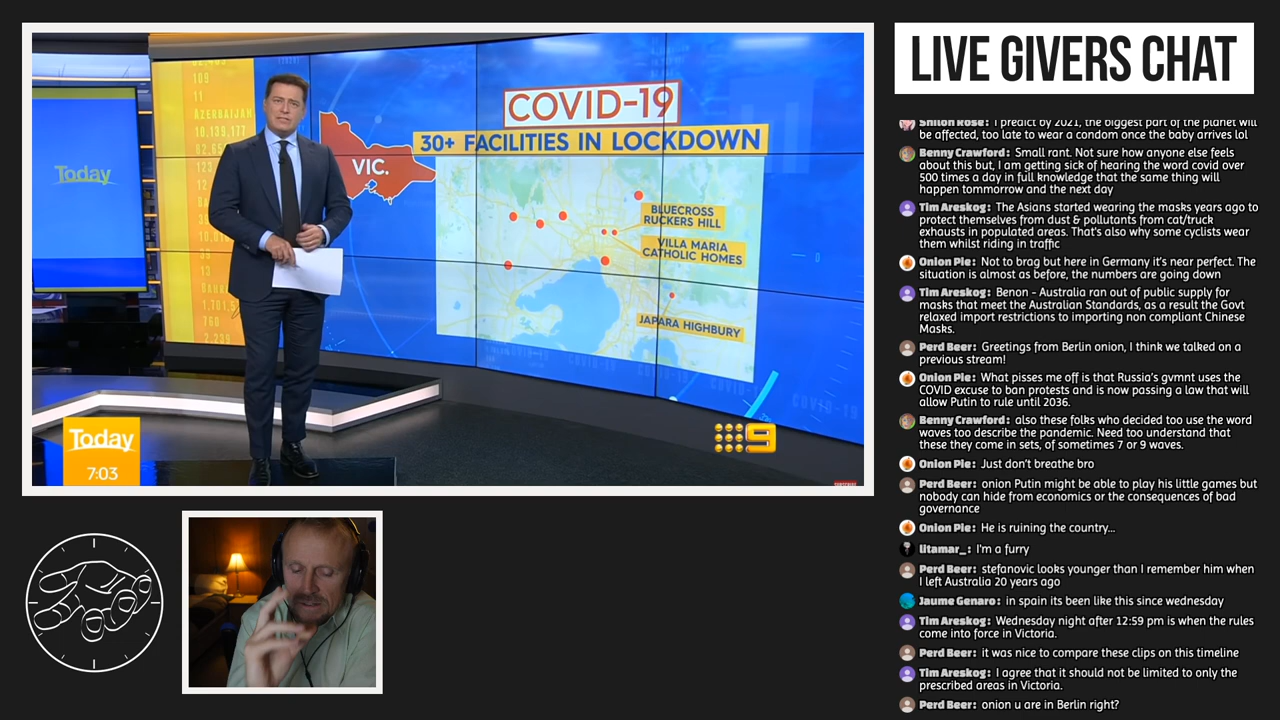 92,463
109
11
AZERBAIJAN
10,139,177
Today
COVID-19
30+ FACILITIES IN LOCKDOWN
VIC.
BLUECROSS
RUCKERS HILL
VILLA MARIA
CATHOLIC HOMES
JAPARA HIGHBURY
760
COVID-19
Today
7:03
9
LIVE GIVERS CHAT
Shilon Rose: I predict by 2021, the biggest part of the planet will
be affected, too late to wear a condom once the baby arrives lol
Benny Crawford: Small rant. Not sure how anyone else feels
about this but, I am getting sick of hearing the word covid over
500 times a day in full knowledge that the same thing will
happen tommorrow and the next day
Tim Areskog: The Asians started wearing the masks years ago to
protect themselves from dust & pollutants from cat/truck
exhausts in populated areas. That's also why some cyclists wear
them whilst riding in traffic
Onion Pie: Not to brag but here in Germany it's near perfect. The
situation is almost as before, the numbers are going down
Tim Areskog: Benon - Australia ran out of public supply for
masks that meet the Australian Standards, as a result the Govt
relaxed import restrictions to importing non compliant Chinese
Masks.
Perd Beer: Greetings from Berlin onion, I think we talked on a
previous stream!
Onion Pie: What pisses me off is that Russia's gvmnt uses the
COVID excuse to ban protests and is now passing a law that will
allow Putin to rule until 2036.
Benny Crawford: also these folks who decided too use the word
waves too describe the pandemic. Need too understand that
these they come in sets, of sometimes 7 or 9 waves.
Onion Pie: Just don't breathe bro
Perd Beer: onion Putin might be able to play his little games but
nobody can hide from economics or the consequences of bad
governance
Onion Pie: He is ruining the country...
litamar_: I'm a furry
Perd Beer: stefanovic looks younger than I remember him when
I left Australia 20 years ago
Jaume Genaro: in spain its been like this since wednesday
Tim Areskog: Wednesday night after 12:59 pm is when the rules
come into force in Victoria.
Perd Beer: it was nice to compare these clips on this timeline
Tim Areskog: I agree that it should not be limited to only the
prescribed areas in Victoria.
Perd Beer: onion u are in Berlin right?